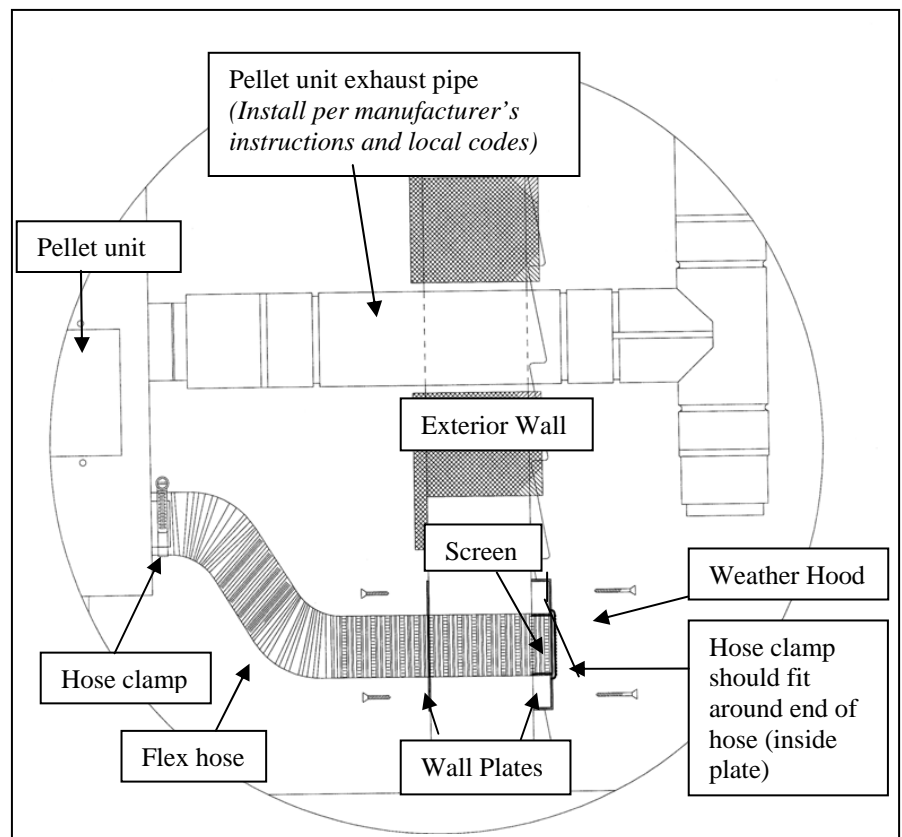 Pellet unit exhaust pipe
(Install per manufacturer's
instructions and local codes)
Pellet unit
Exterior Wall
Screen
Weather Hood
Hose clamp
Hose clamp
should fit
around end of
hose (inside
plate)
Flex hose
Wall Plates